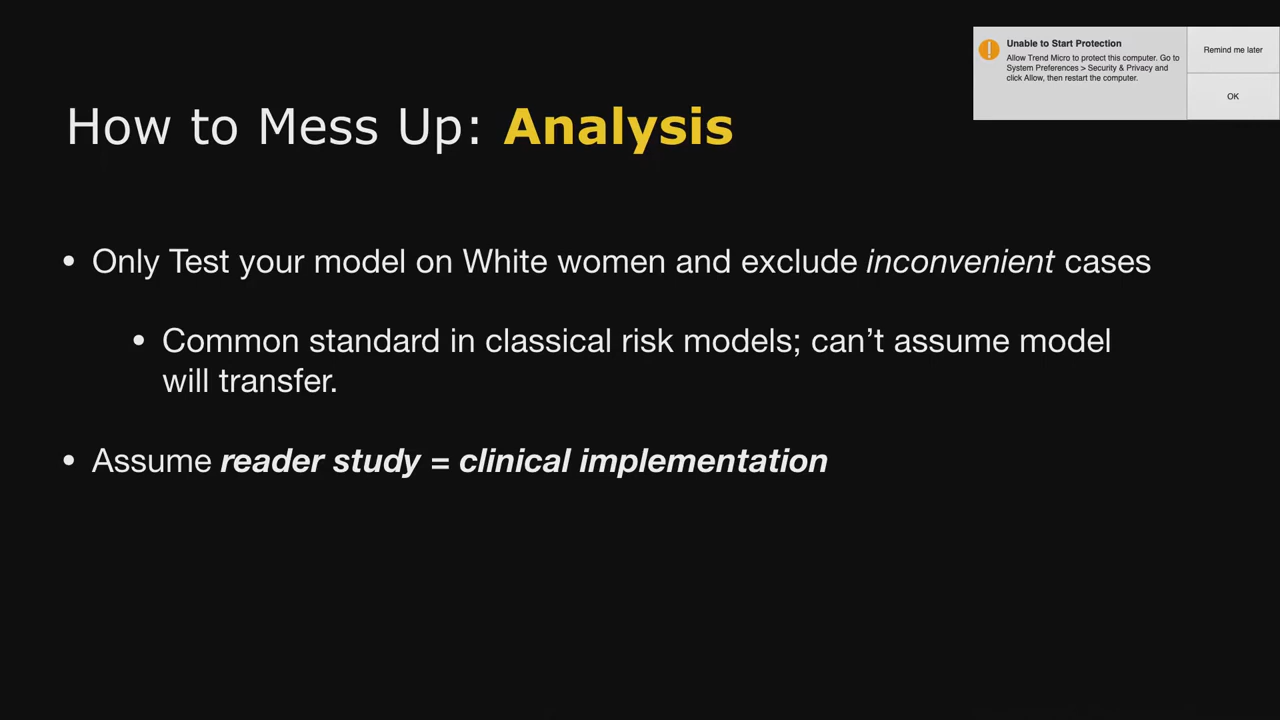 Unable to Start Protection
Allow Trend Micro to protect this computer. Go to
System Preferences > Security & Privacy and
click Allow, then restart the computer.
Remind me later
OK
How to Mess Up: Analysis
• Only Test your model on White women and exclude inconvenient cases
• Common standard in classical risk models; can’t assume model
will transfer.
• Assume reader study = clinical implementation